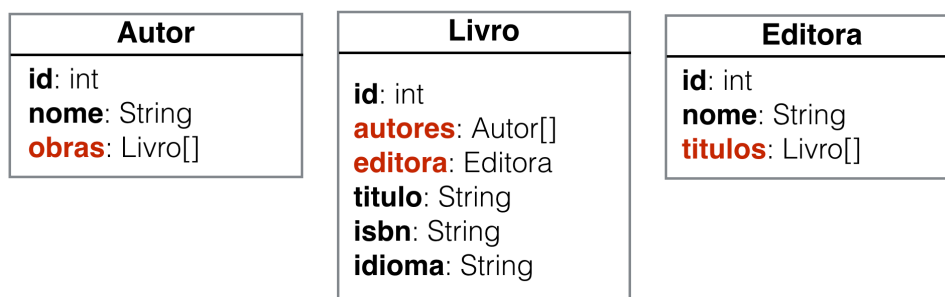 Autor
id: int
nome: String
obras: Livro[]
Livro
id: int
autores: Autor[]
editora: Editora
titulo: String
isbn: String
idioma: String
Editora
id: int
nome: String
titulos: Livro[]